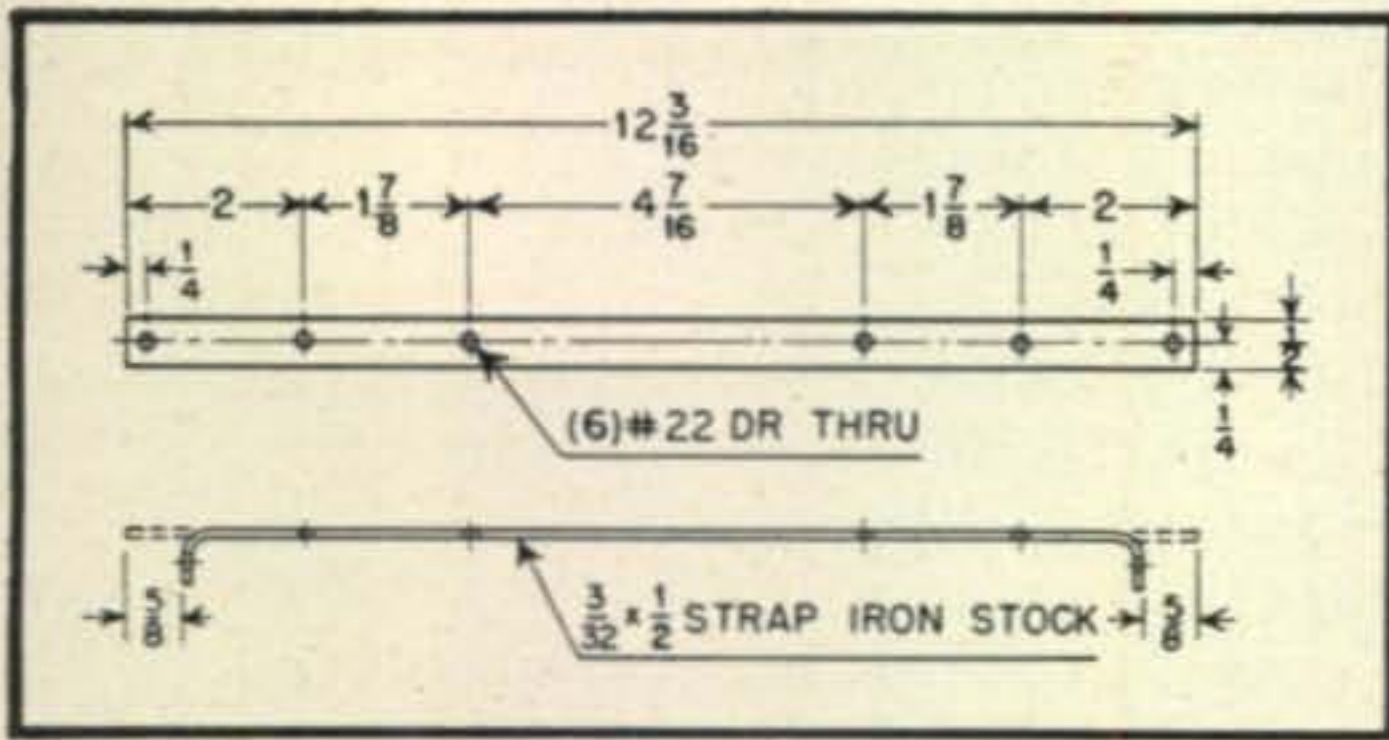 12 3/16
2 1 7/8 4 7/16 1 7/8 2
1/4 1/4
1/2
(6)#22 DR THRU
1/4
5/8 3/32 x 1/2 STRAP IRON STOCK 5/8